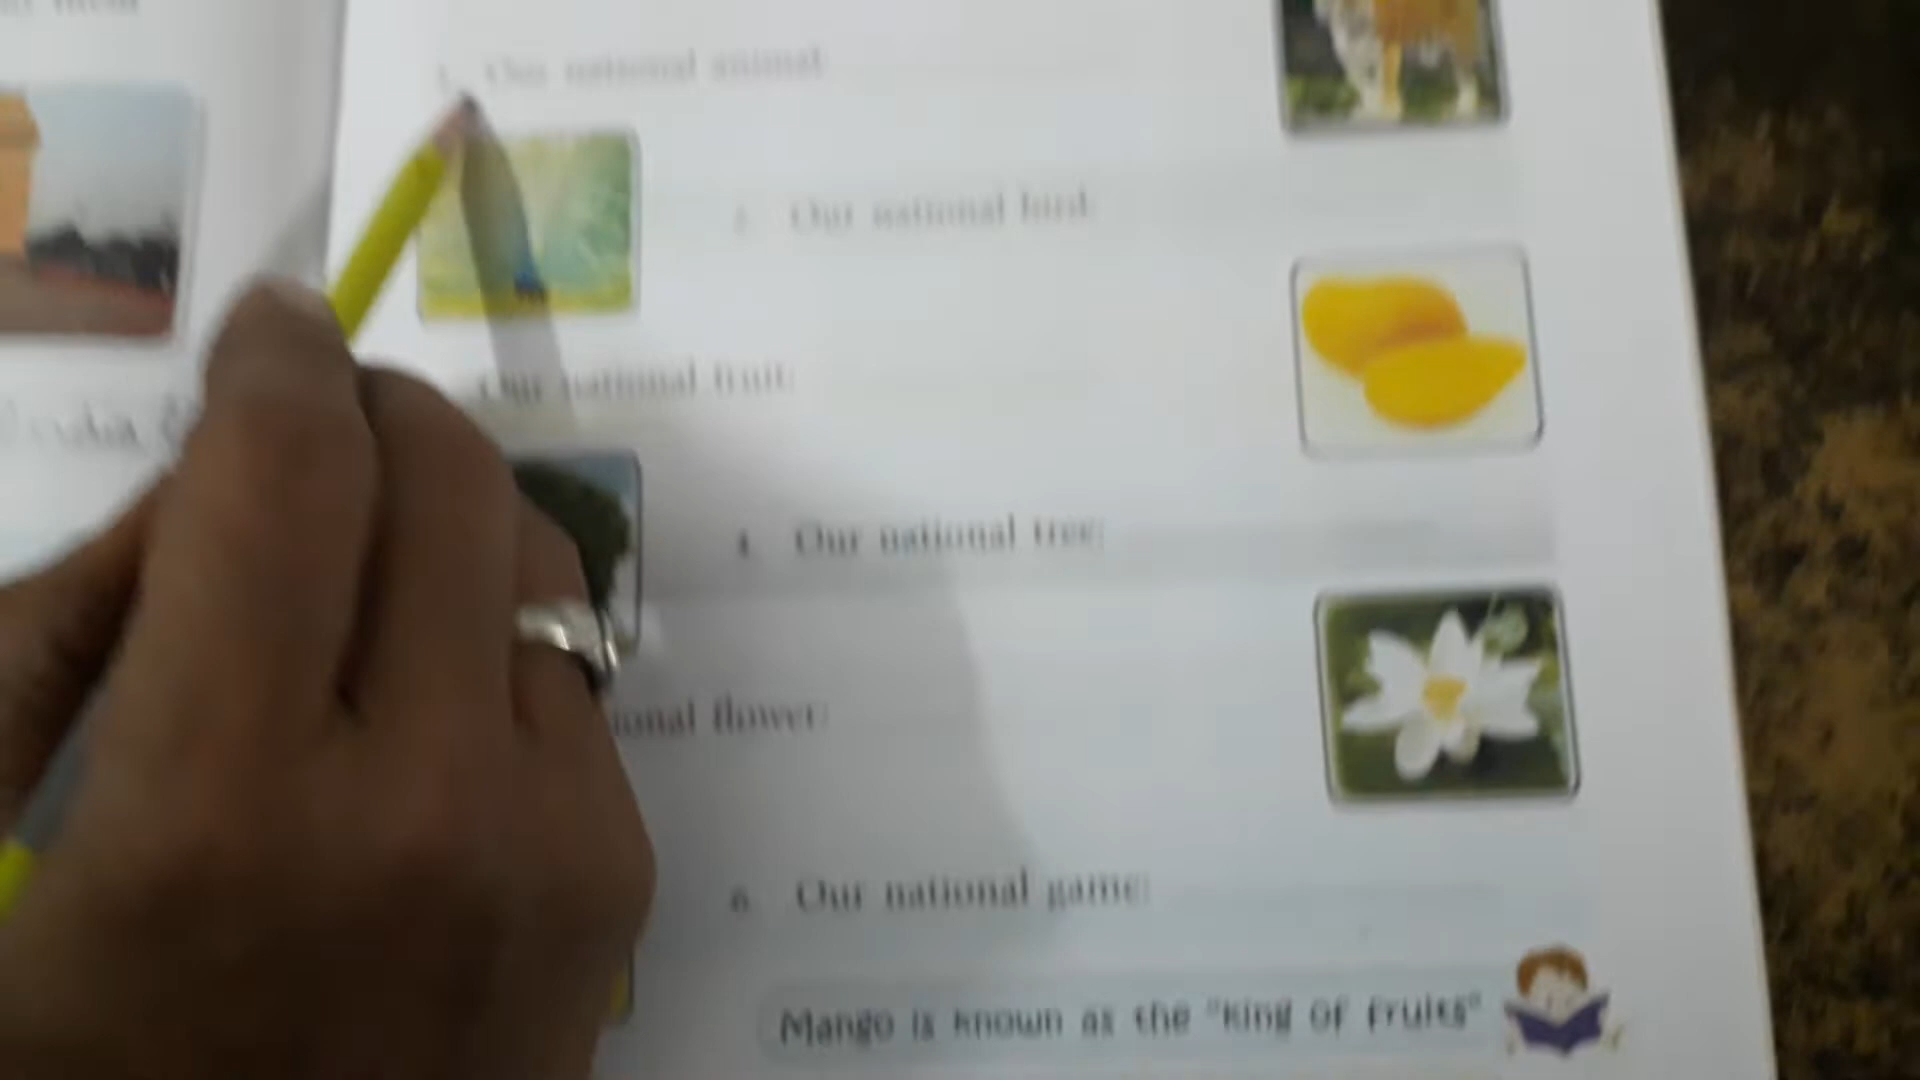 1. Our national animal:
2. Our national bird:
Our national fruit:
4. Our national tree:
ional flower:
6. Our national game:
Mango is known as the "King of Fruits"